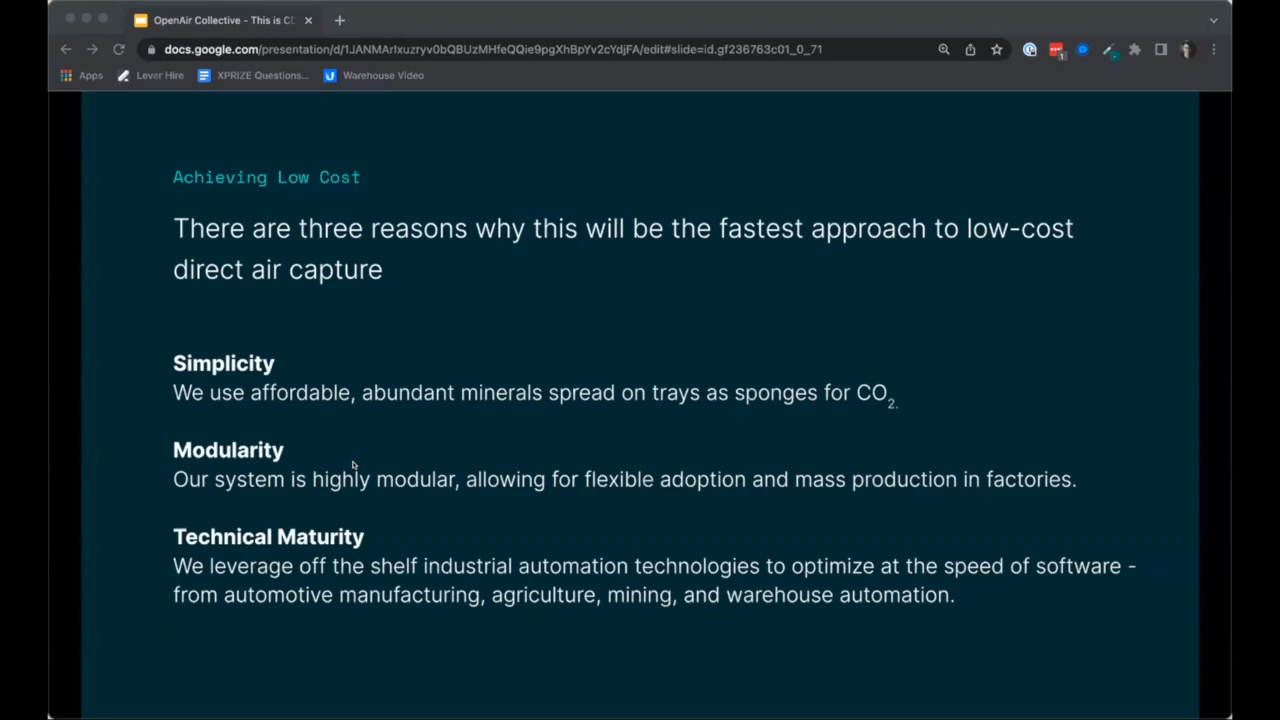 OpenAir Collective - This is C
docs.google.com/presentation/d/1JANMArIxuzryv0bQBUzMHfeQQie9pgXhBpYv2cYdjFA/edit#slide=id.gf236763c01_0_71
Apps Lever Hire XPRIZE Questions... Warehouse Video
Achieving Low Cost
There are three reasons why this will be the fastest approach to low-cost
direct air capture
Simplicity
We use affordable, abundant minerals spread on trays as sponges for CO₂.
Modularity
Our system is highly modular, allowing for flexible adoption and mass production in factories.
Technical Maturity
We leverage off the shelf industrial automation technologies to optimize at the speed of software -
from automotive manufacturing, agriculture, mining, and warehouse automation.